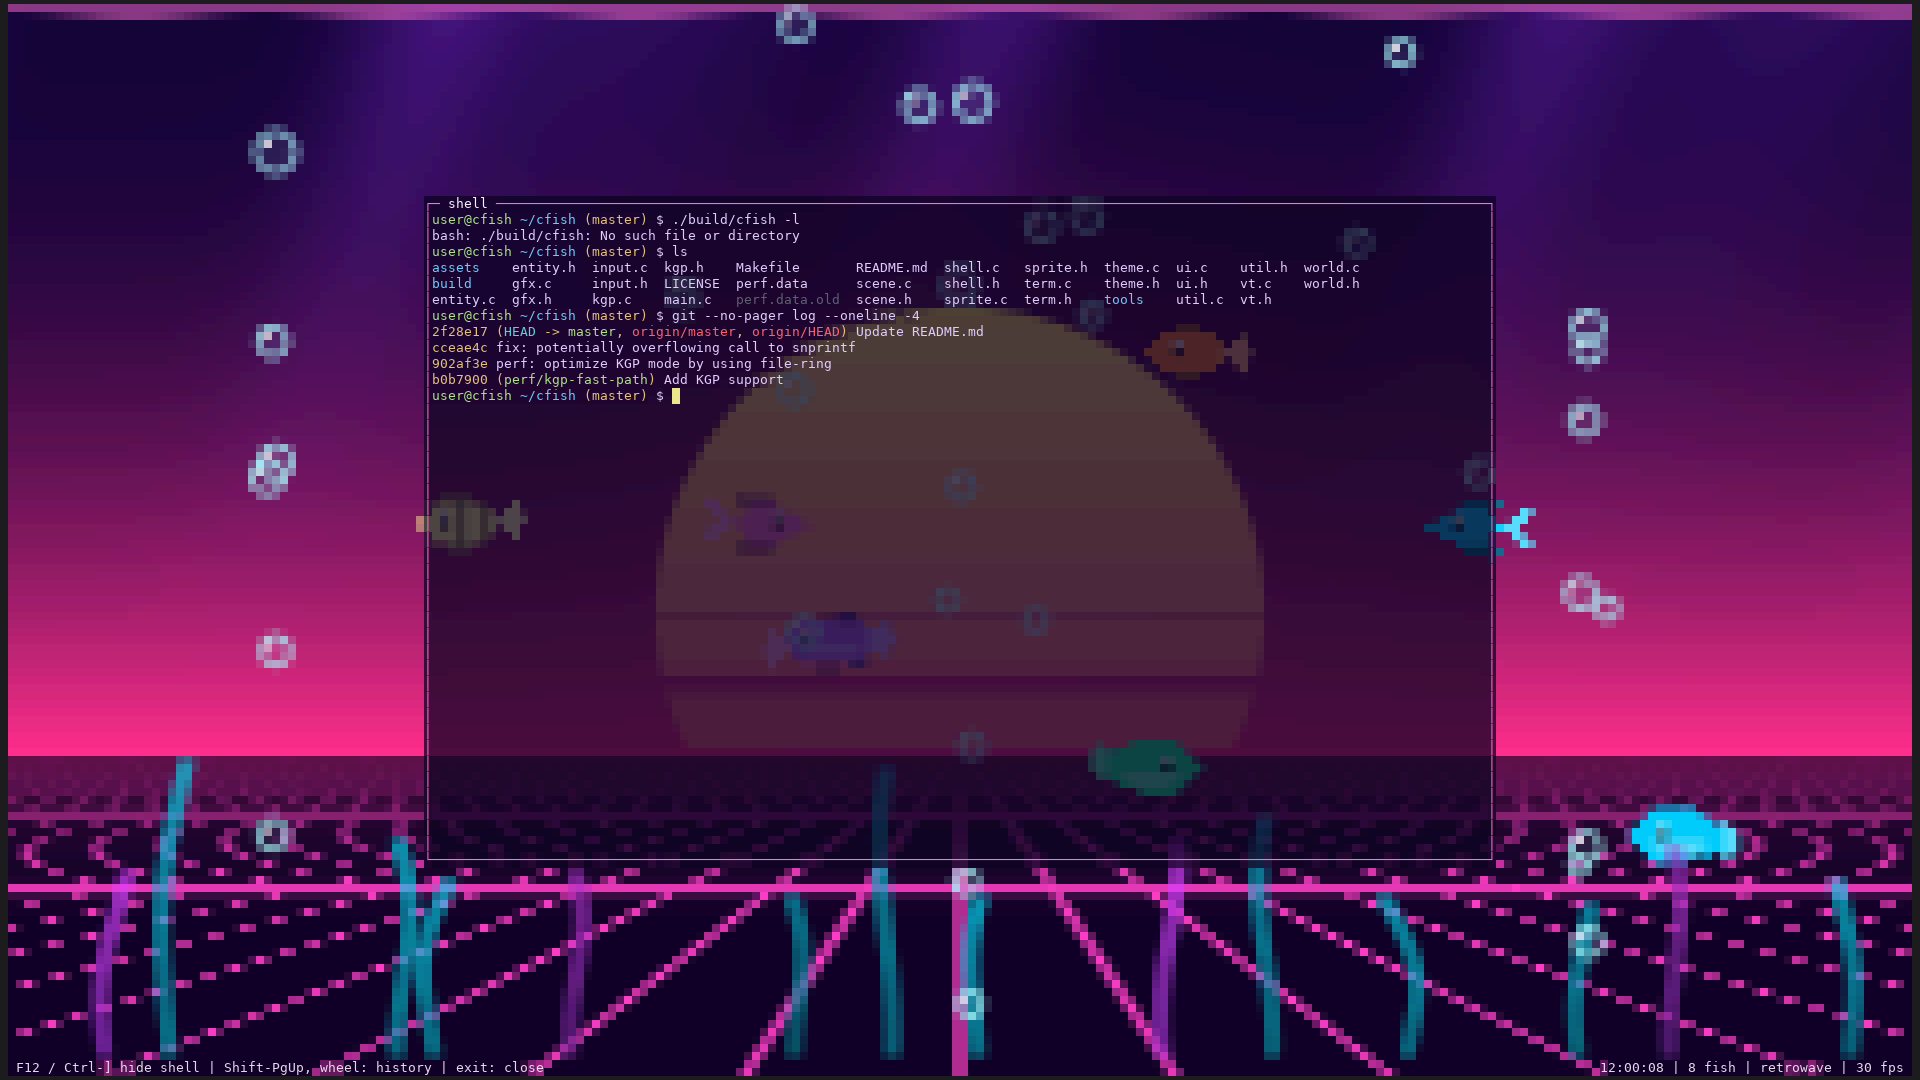 shell
user@cfish ~/cfish (master) $ ./build/cfish -l
bash: ./build/cfish: No such file or directory
user@cfish ~/cfish (master) $ ls
assets    entity.h  input.c  kgp.h    Makefile       README.md  shell.c   sprite.h  theme.c  ui.c    util.h  world.c
build     gfx.c     input.h  LICENSE  perf.data      scene.c    shell.h   term.c    theme.h  ui.h    vt.c    world.h
entity.c  gfx.h     kgp.c    main.c   perf.data.old  scene.h    sprite.c  term.h    tools    util.c  vt.h
user@cfish ~/cfish (master) $ git --no-pager log --oneline -4
2f28e17 (HEAD -> master, origin/master, origin/HEAD) Update README.md
cceae4c fix: potentially overflowing call to snprintf
902af3e perf: optimize KGP mode by using file-ring
b0b7900 (perf/kgp-fast-path) Add KGP support
user@cfish ~/cfish (master) $
F12 / Ctrl-] hide shell | Shift-PgUp, wheel: history | exit: close
12:00:08 | 8 fish | retrowave | 30 fps